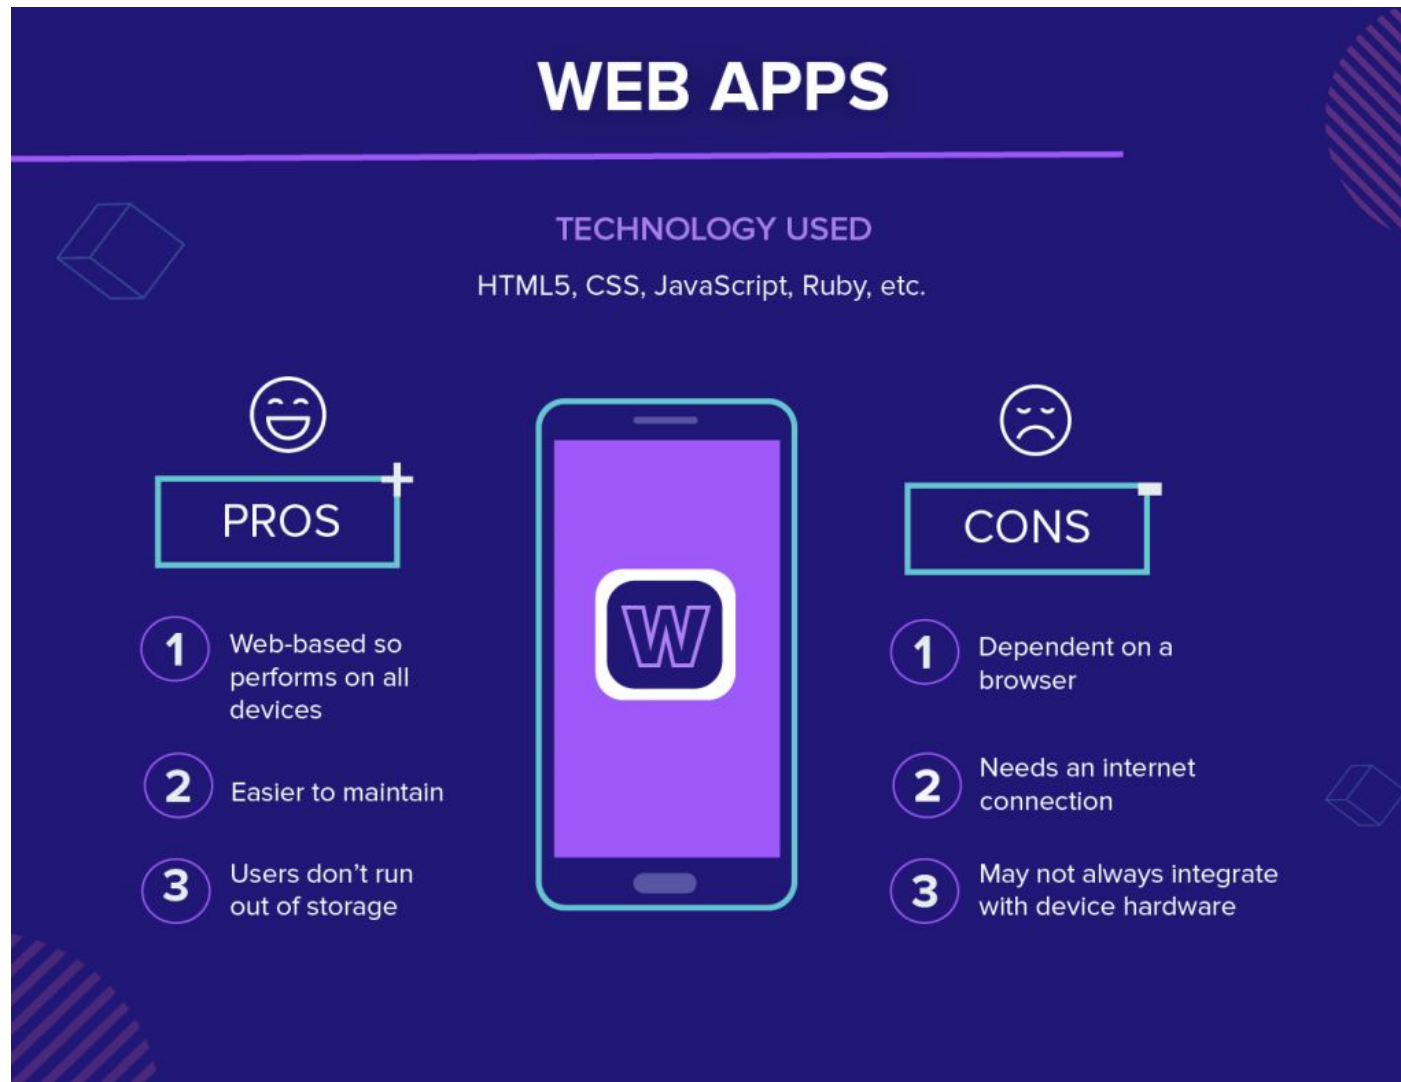 WEB APPS
TECHNOLOGY USED
HTML5, CSS, JavaScript, Ruby, etc.
PROS
1
Web-based so
performs on all
devices
2
Easier to maintain
3
Users don’t run
out of storage
W
CONS
1
Dependent on a
browser
2
Needs an internet
connection
3
May not always integrate
with device hardware